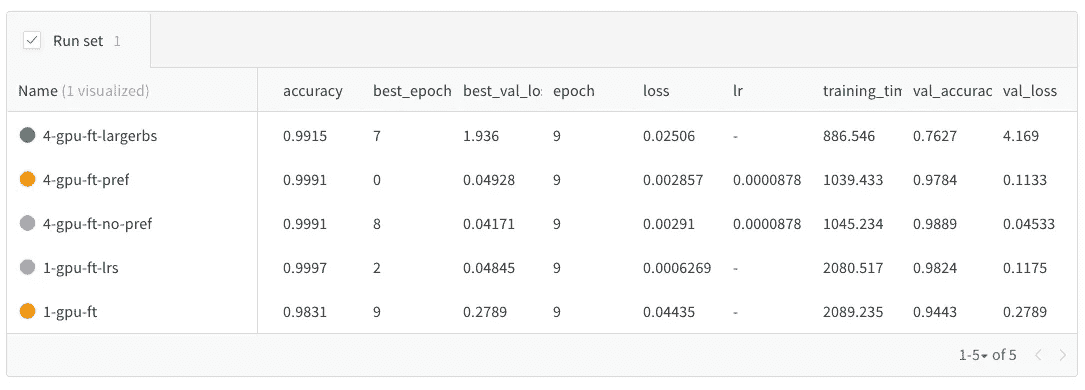 Run set 1
Name (1 visualized) accuracy best_epoch best_val_lo epoch loss lr training_tim val_accurac val_loss
4-gpu-ft-largerbs 0.9915 7 1.936 9 0.02506 - 886.546 0.7627 4.169
4-gpu-ft-pref 0.9991 0 0.04928 9 0.002857 0.0000878 1039.433 0.9784 0.1133
4-gpu-ft-no-pref 0.9991 8 0.04171 9 0.00291 0.0000878 1045.234 0.9889 0.04533
1-gpu-ft-lrs 0.9997 2 0.04845 9 0.0006269 - 2080.517 0.9824 0.1175
1-gpu-ft 0.9831 9 0.2789 9 0.04435 - 2089.235 0.9443 0.2789
1-5 of 5